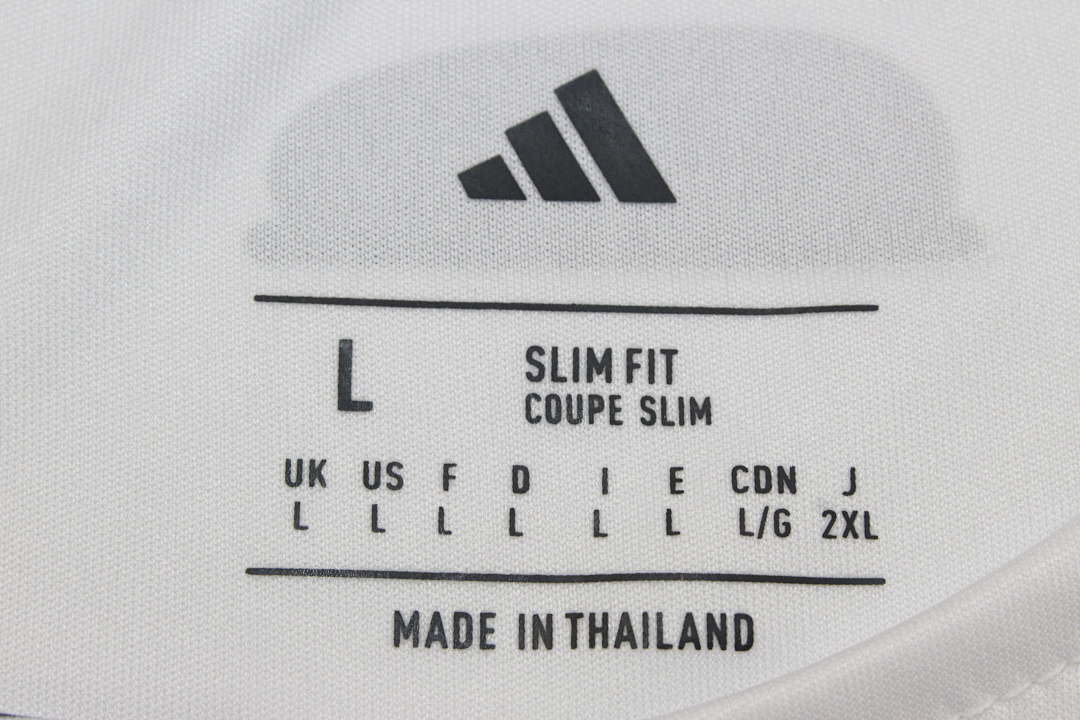 L
SLIM FIT
COUPE SLIM
UK US F D I E CDN J
L L L L L L L/G 2XL
MADE IN THAILAND